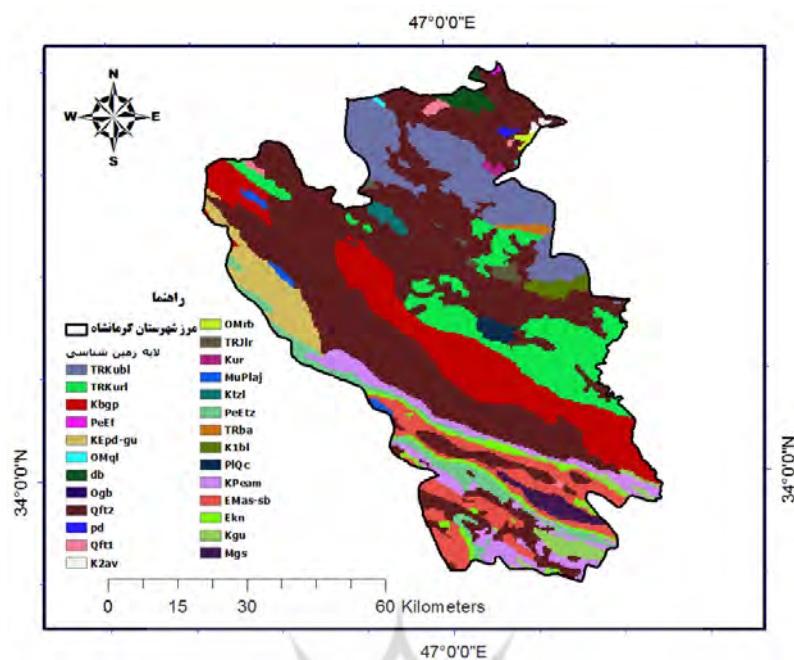 47°0'0"E
N
W E
S
راهنما
مرز شهرستان کرمانشاه
لایه زمین شناسی
TRKubl
TRKurl
Kbgp
PeEf
KEpd-gu
OMql
db
Ogb
Qft2
pd
Qft1
K2av
OMrb
TRJlr
Kur
MuPlaj
Ktzl
PeEtz
TRba
K1bl
PlQc
KPeam
EMas-sb
Ekn
Kgu
Mgs
34°0'0"N
34°0'0"N
0 15 30 60 Kilometers
47°0'0"E